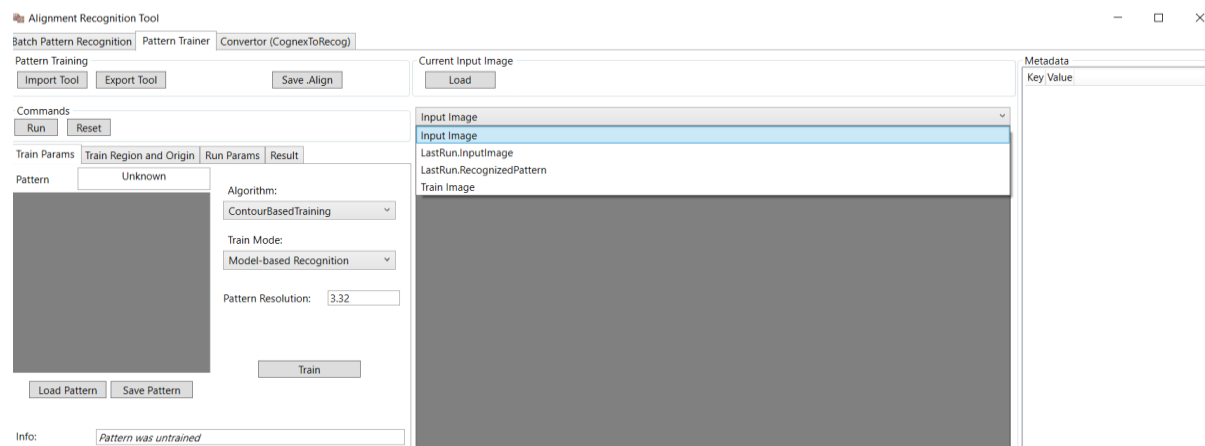 Alignment Recognition Tool
Batch Pattern Recognition
Pattern Trainer
Convertor (CognexToRecog)
Pattern Training
Import Tool
Export Tool
Save .Align
Current Input Image
Load
Metadata
Key Value
Commands
Run
Reset
Input Image
Input Image
LastRun.InputImage
LastRun.RecognizedPattern
Train Image
Train Params
Train Region and Origin
Run Params
Result
Pattern
Unknown
Algorithm:
ContourBasedTraining
Train Mode:
Model-based Recognition
Pattern Resolution:
3.32
Train
Load Pattern
Save Pattern
Info:
Pattern was untrained